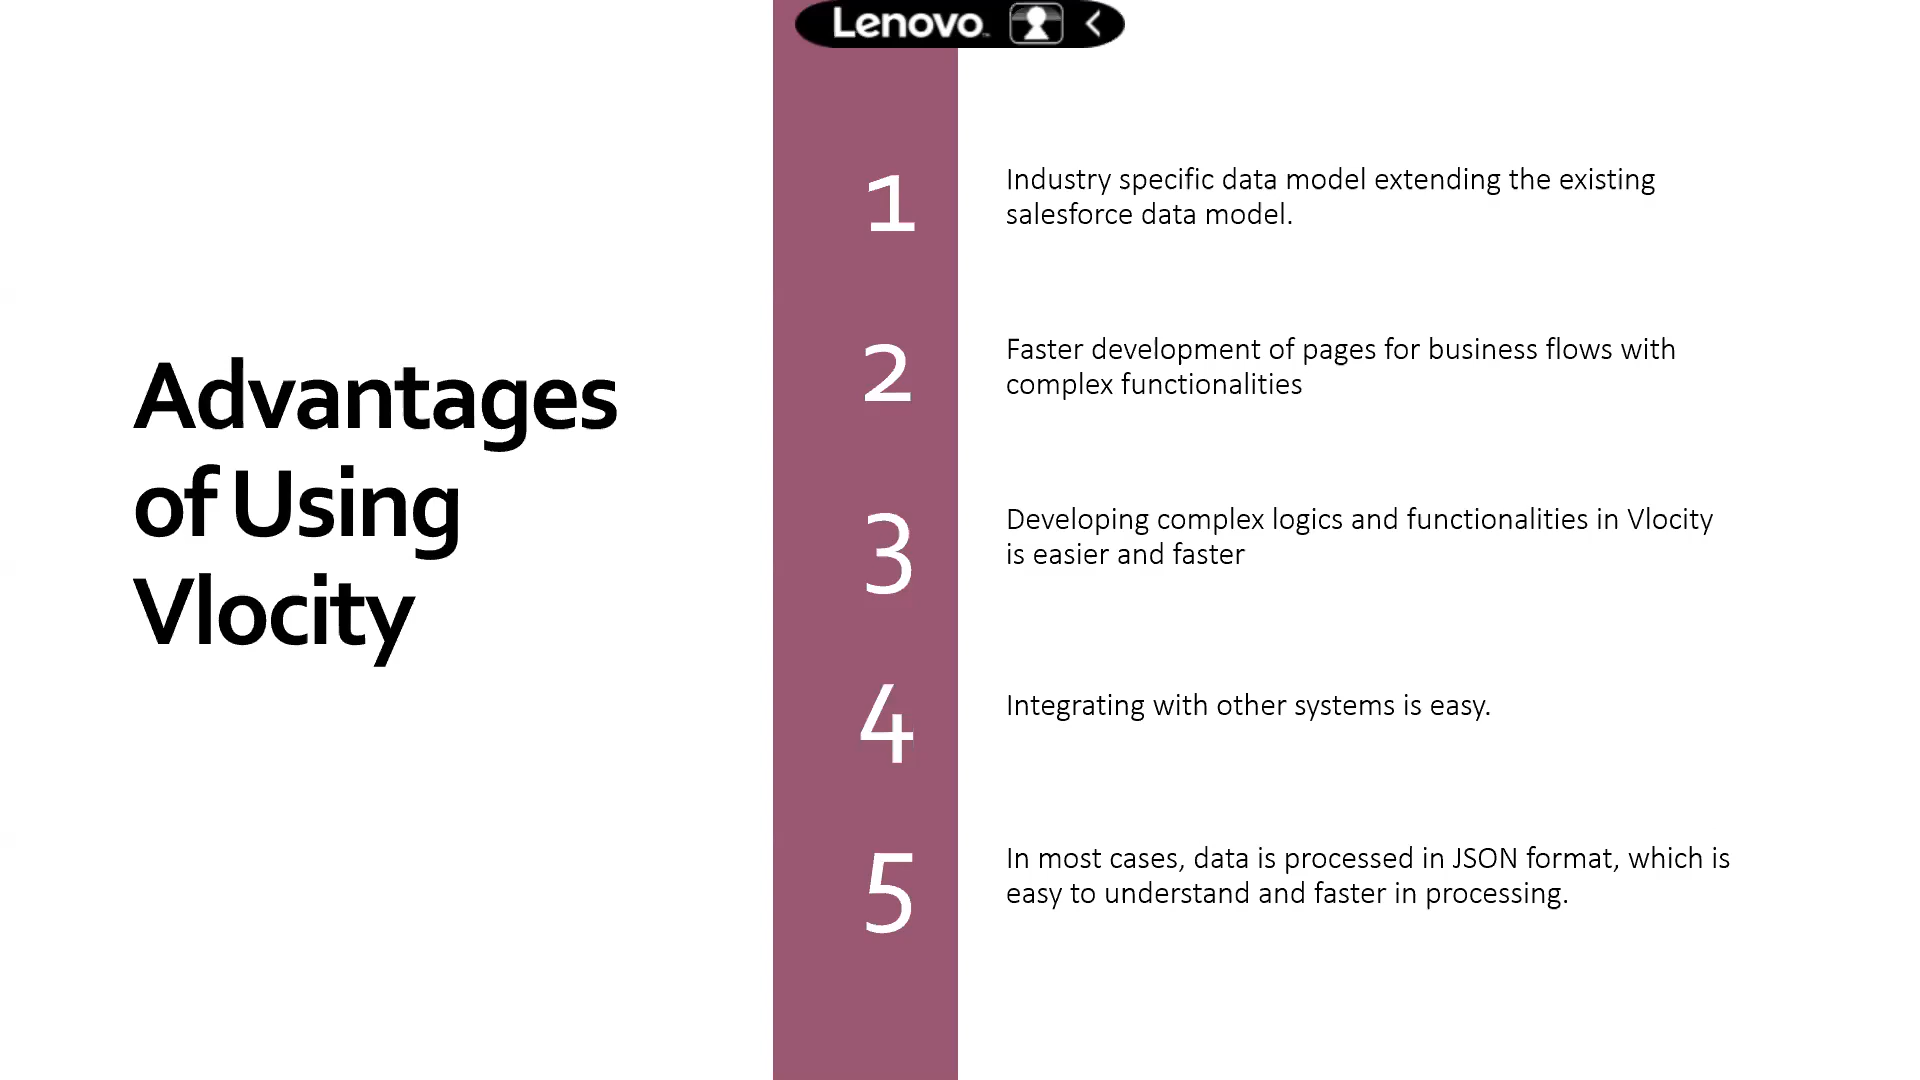 Lenovo
Advantages
of Using
Vlocity
1
Industry specific data model extending the existing
salesforce data model.
2
Faster development of pages for business flows with
complex functionalities
3
Developing complex logics and functionalities in Vlocity
is easier and faster
4
Integrating with other systems is easy.
5
In most cases, data is processed in JSON format, which is
easy to understand and faster in processing.